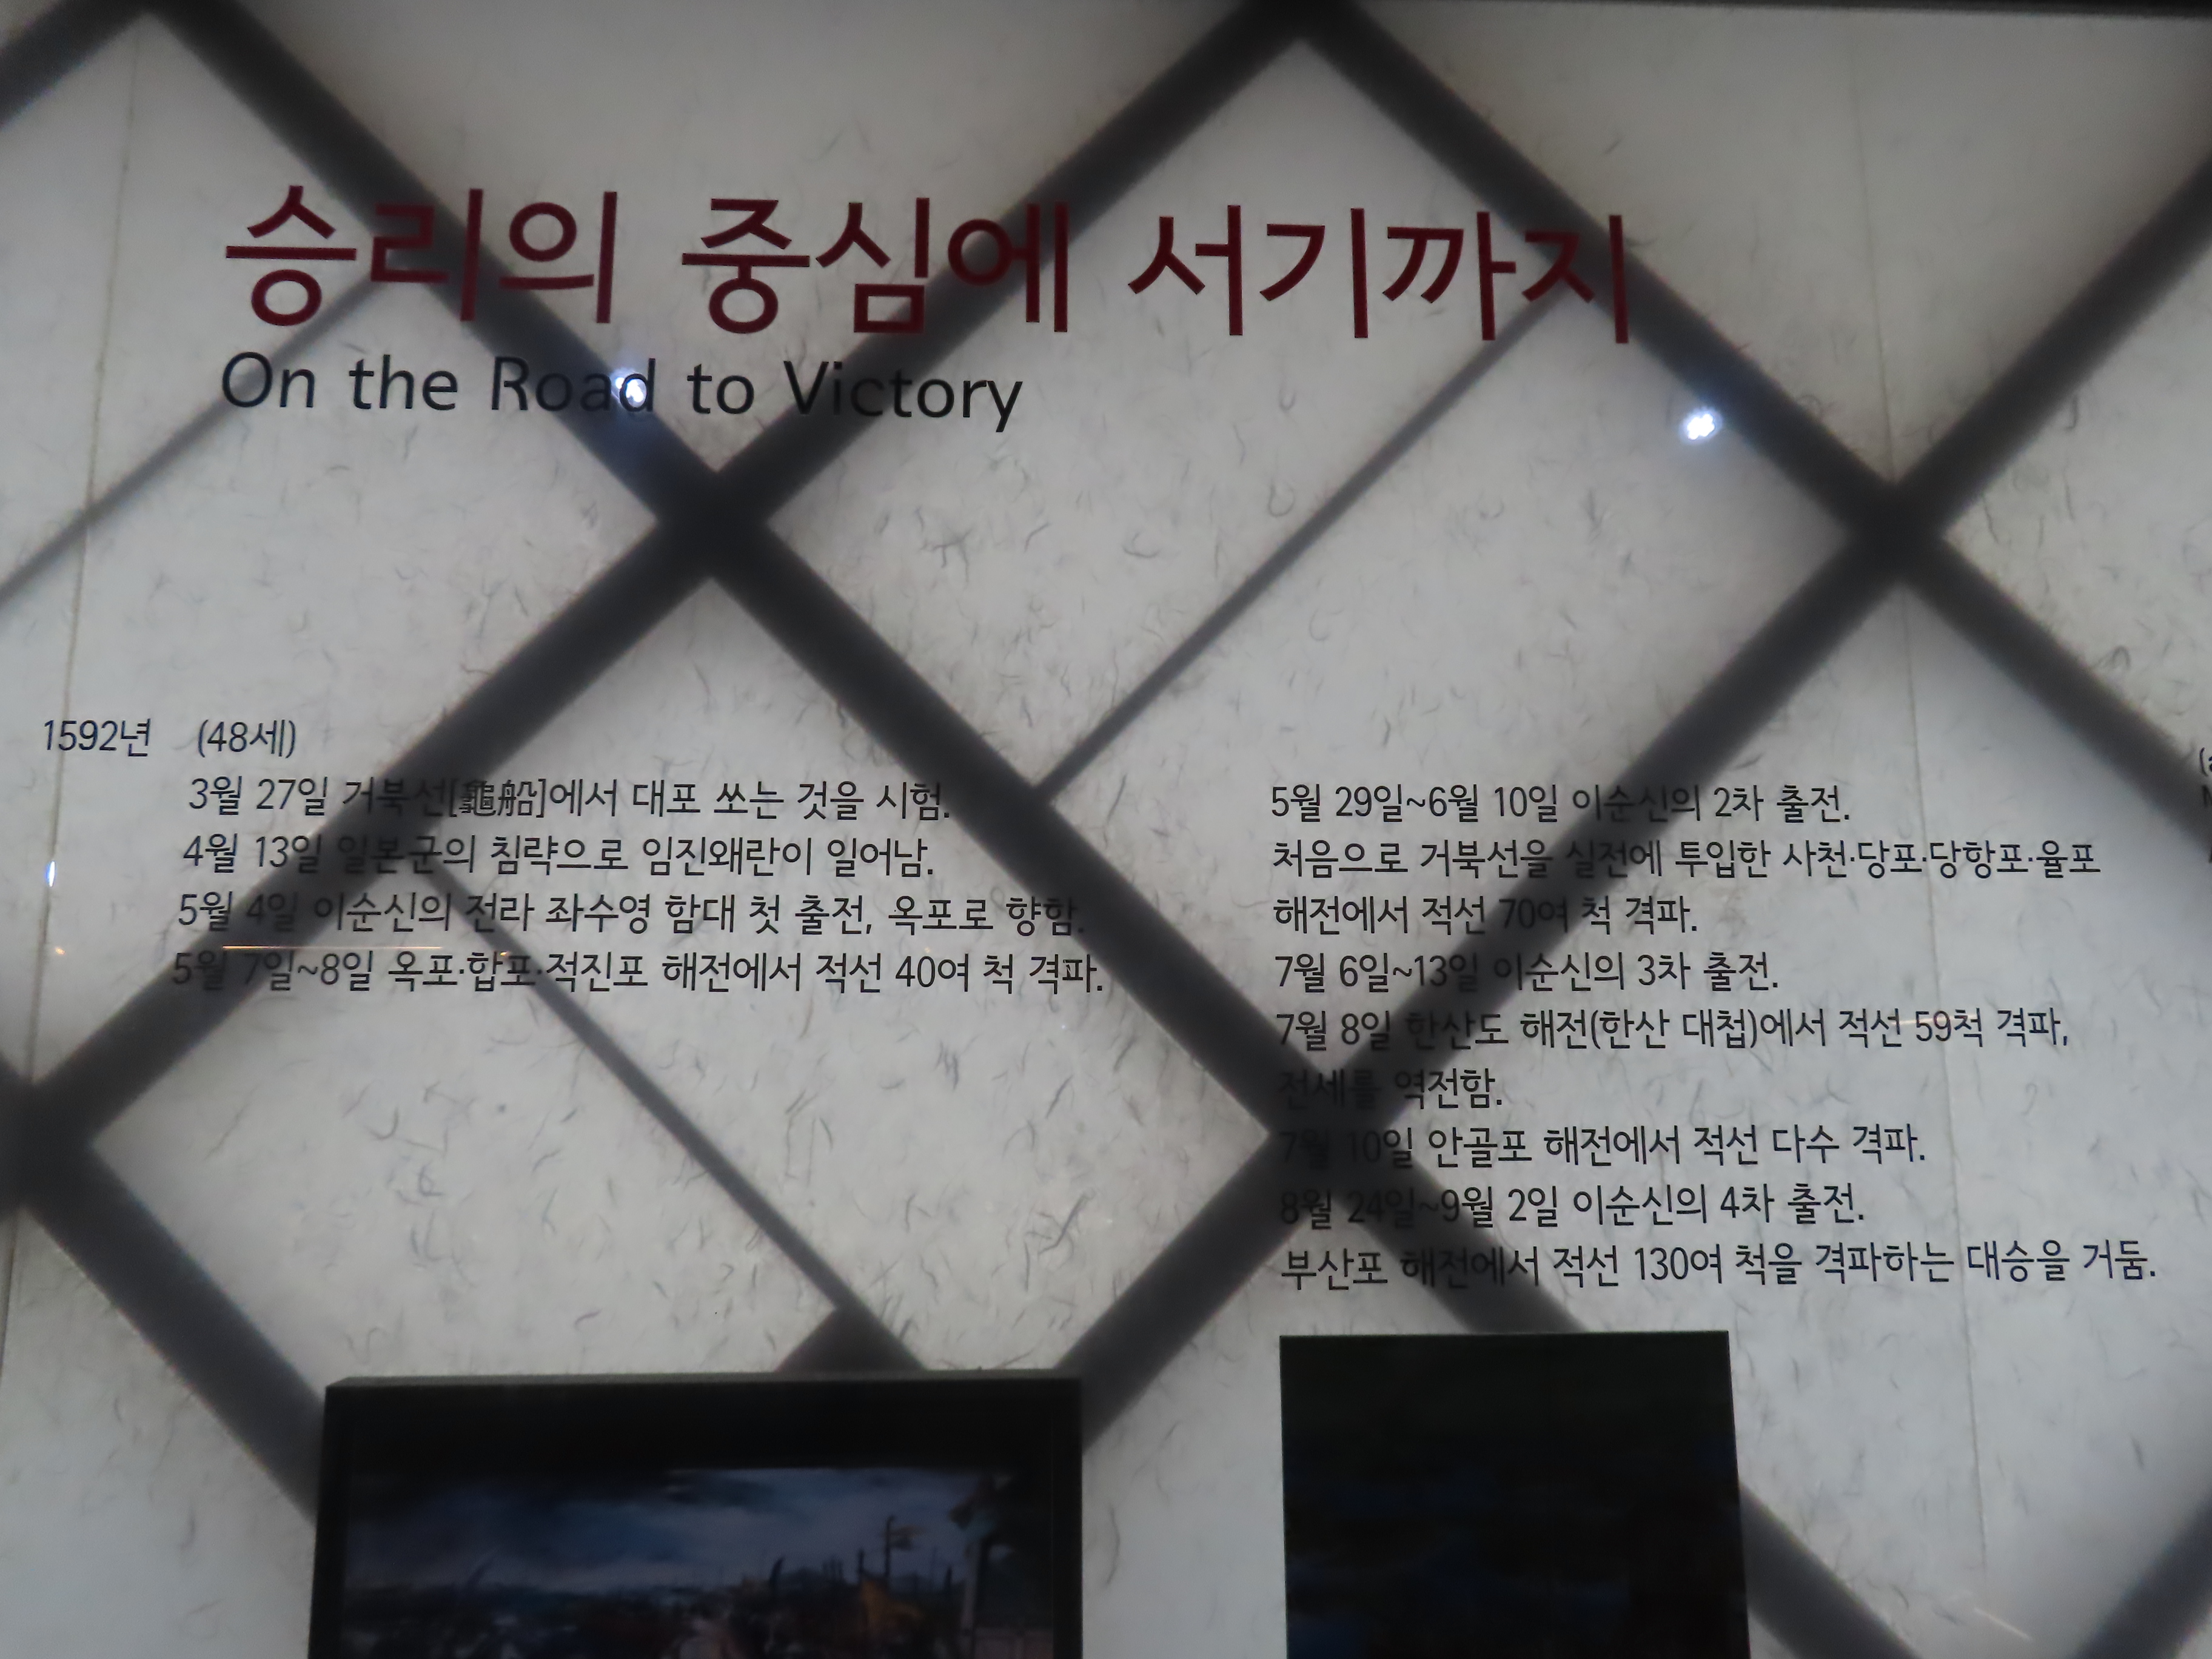 승리의 중심에 서기까지
On the Road to Victory
1592년 (48세)
3월 27일 거북선[龜船]에서 대포 쏘는 것을 시험.
4월 13일 일본군의 침략으로 임진왜란이 일어남.
5월 4일 이순신의 전라 좌수영 함대 첫 출전, 옥포로 향함.
5월 7일~8일 옥포·합포·적진포 해전에서 적선 40여 척 격파.
5월 29일~6월 10일 이순신의 2차 출전.
처음으로 거북선을 실전에 투입한 사천·당포·당항포·율포
해전에서 적선 70여 척 격파.
7월 6일~13일 이순신의 3차 출전.
7월 8일 한산도 해전(한산 대첩)에서 적선 59척 격파,
전세를 역전함.
7월 10일 안골포 해전에서 적선 다수 격파.
8월 24일~9월 2일 이순신의 4차 출전.
부산포 해전에서 적선 130여 척을 격파하는 대승을 거둠.